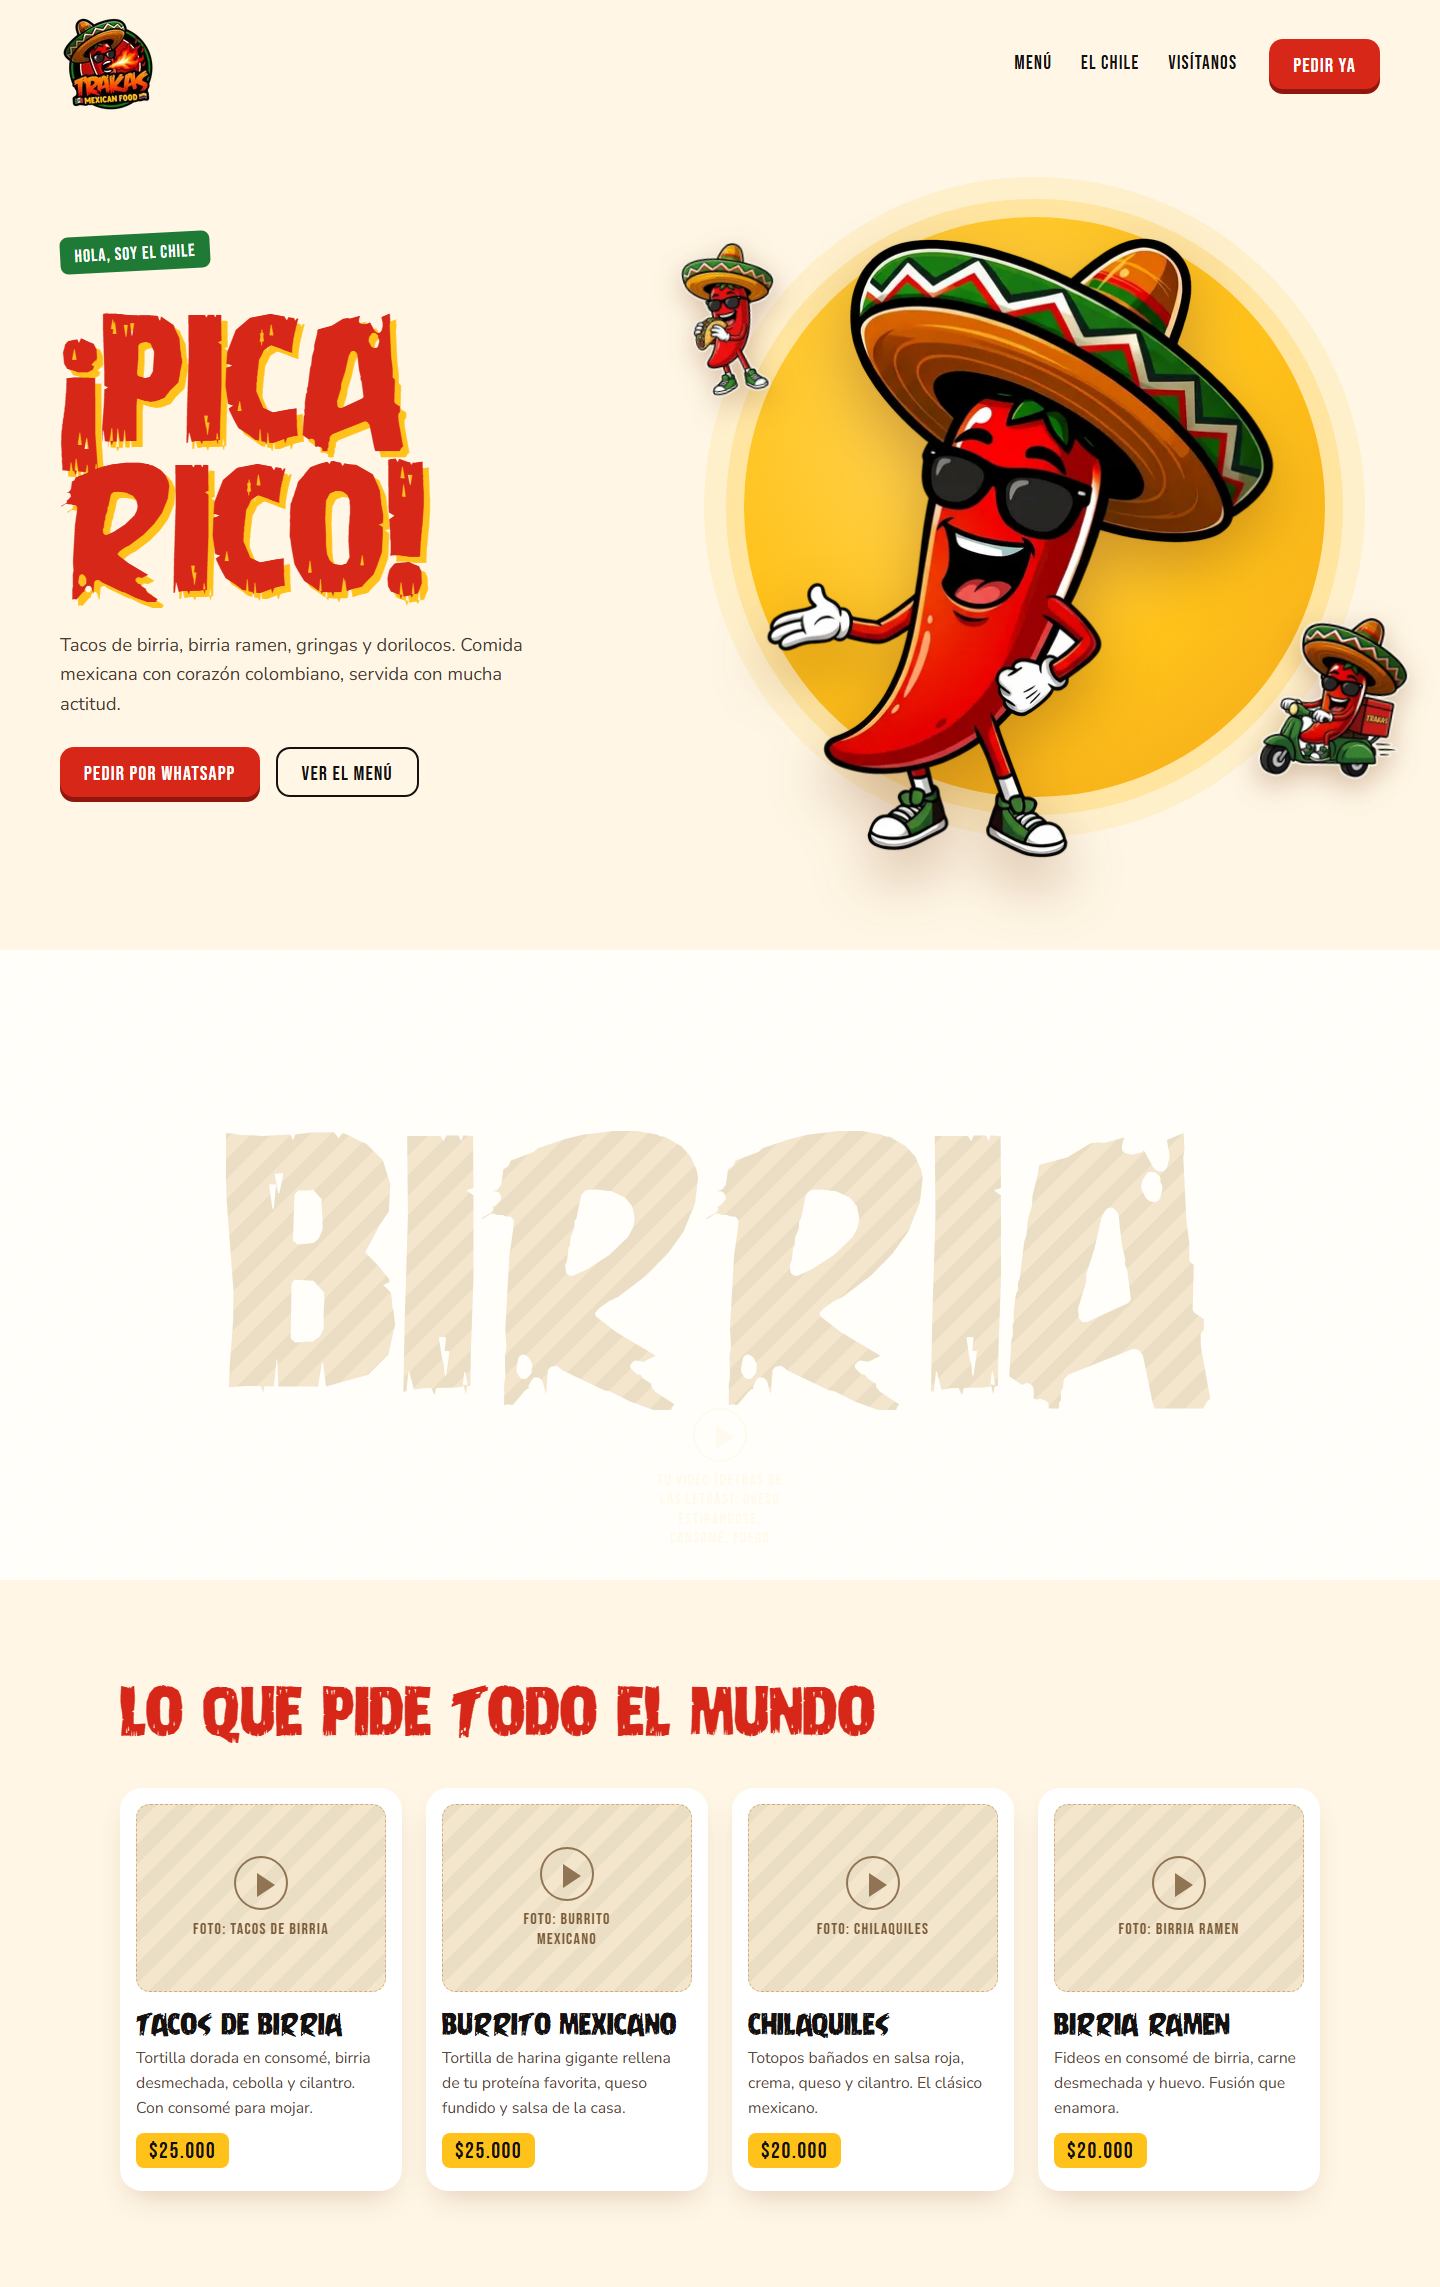 TRAKAS
MEXICAN FOOD
MENÚ
EL CHILE
VISÍTANOS
PEDIR YA
HOLA, SOY EL CHILE
¡PICA
RICO!
Tacos de birria, birria ramen, gringas y dorilocos. Comida
mexicana con corazón colombiano, servida con mucha
actitud.
TRAKAS
PEDIR POR WHATSAPP
VER EL MENÚ
BIRRIA
LO QUE PIDE TODO EL MUNDO
FOTO: TACOS DE BIRRIA
FOTO: BURRITO
MEXICANO
FOTO: CHILAQUILES
FOTO: BIRRIA RAMEN
TACOS DE BIRRIA
Tortilla dorada en consomé, birria
desmechada, cebolla y cilantro.
Con consomé para mojar.
$25.000
BURRITO MEXICANO
Tortilla de harina gigante rellena
de tu proteína favorita, queso
fundido y salsa de la casa.
$25.000
CHILAQUILES
Totopos bañados en salsa roja,
crema, queso y cilantro. El clásico
mexicano.
$20.000
BIRRIA RAMEN
Fideos en consomé de birria, carne
desmechada y huevo. Fusión que
enamora.
$20.000